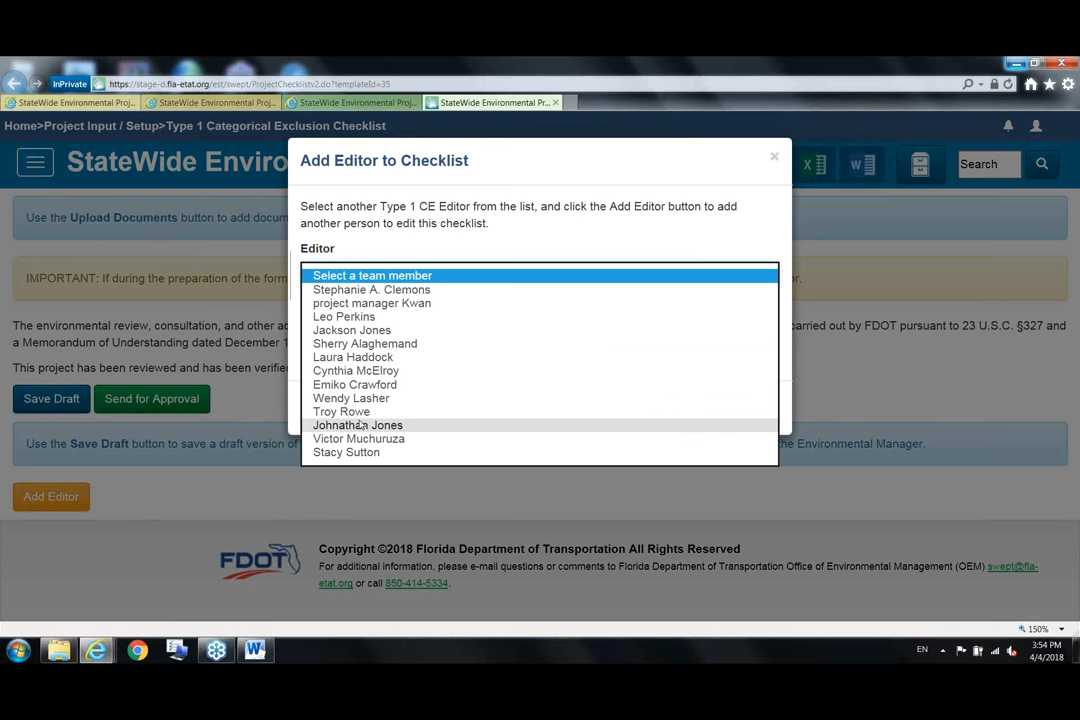 InPrivate
https://stage-d.fla-etat.org/est/swept/ProjectChecklistv2.do?templateId=35
StateWide Environmental Proj...
StateWide Environmental Proj...
StateWide Environmental Proj...
StateWide Environmental Pr...
Home>Project Input / Setup>Type 1 Categorical Exclusion Checklist
StateWide Enviro
Search
Add Editor to Checklist
Use the Upload Documents button to add docum
Select another Type 1 CE Editor from the list, and click the Add Editor button to add
another person to edit this checklist.
Editor
Select a team member
Stephanie A. Clemons
project manager Kwan
Leo Perkins
Jackson Jones
Sherry Alaghemand
Laura Haddock
Cynthia McElroy
Emiko Crawford
Wendy Lasher
Troy Rowe
Johnathan Jones
Victor Muchuruza
Stacy Sutton
IMPORTANT: If during the preparation of the form
or.
The environmental review, consultation, and other ac
carried out by FDOT pursuant to 23 U.S.C. §327 and
a Memorandum of Understanding dated December 1
This project has been reviewed and has been verifie
Save Draft
Send for Approval
Use the Save Draft button to save a draft version of
the Environmental Manager.
Add Editor
FDOT
Copyright ©2018 Florida Department of Transportation All Rights Reserved
For additional information, please e-mail questions or comments to Florida Department of Transportation Office of Environmental Management (OEM) swept@fla-
etat.org or call 850-414-5334.
150%
EN
3:54 PM
4/4/2018